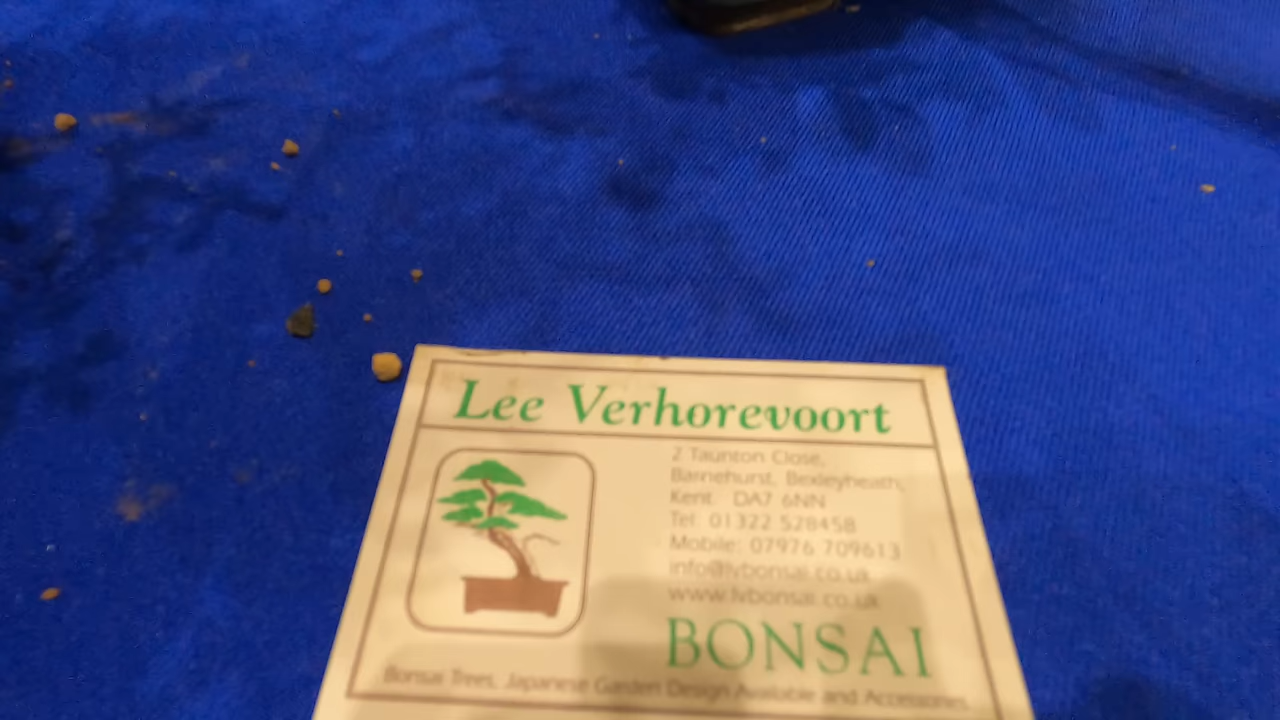 Lee Verhorevoort
2 Taunton Close,
Barnehurst, Bexleyheath,
Kent DA7 6NN
Tel: 01322 528458
Mobile: 07976 709613
info@lvbonsai.co.uk
www.lvbonsai.co.uk
BONSAI
Bonsai Trees, Japanese Garden Design Available and Accessories